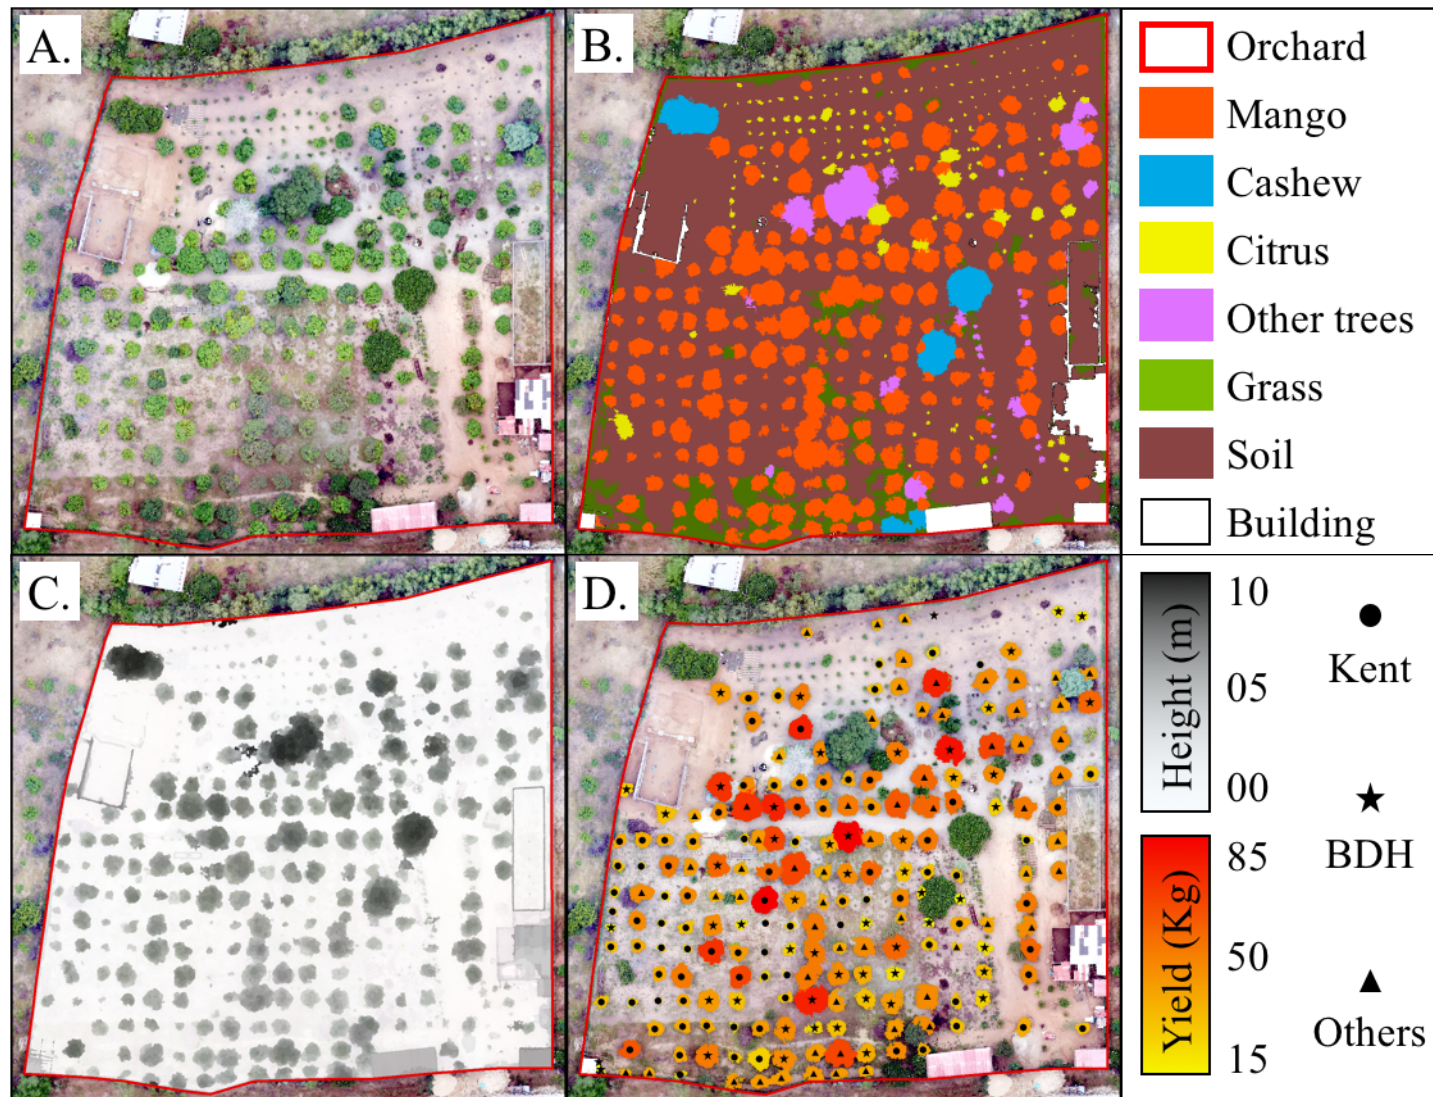 A.
B.
Orchard
Mango
Cashew
Citrus
Other trees
Grass
Soil
Building
C.
D.
Height (m)
10
05
00
Yield (Kg)
85
50
15
Kent
BDH
Others